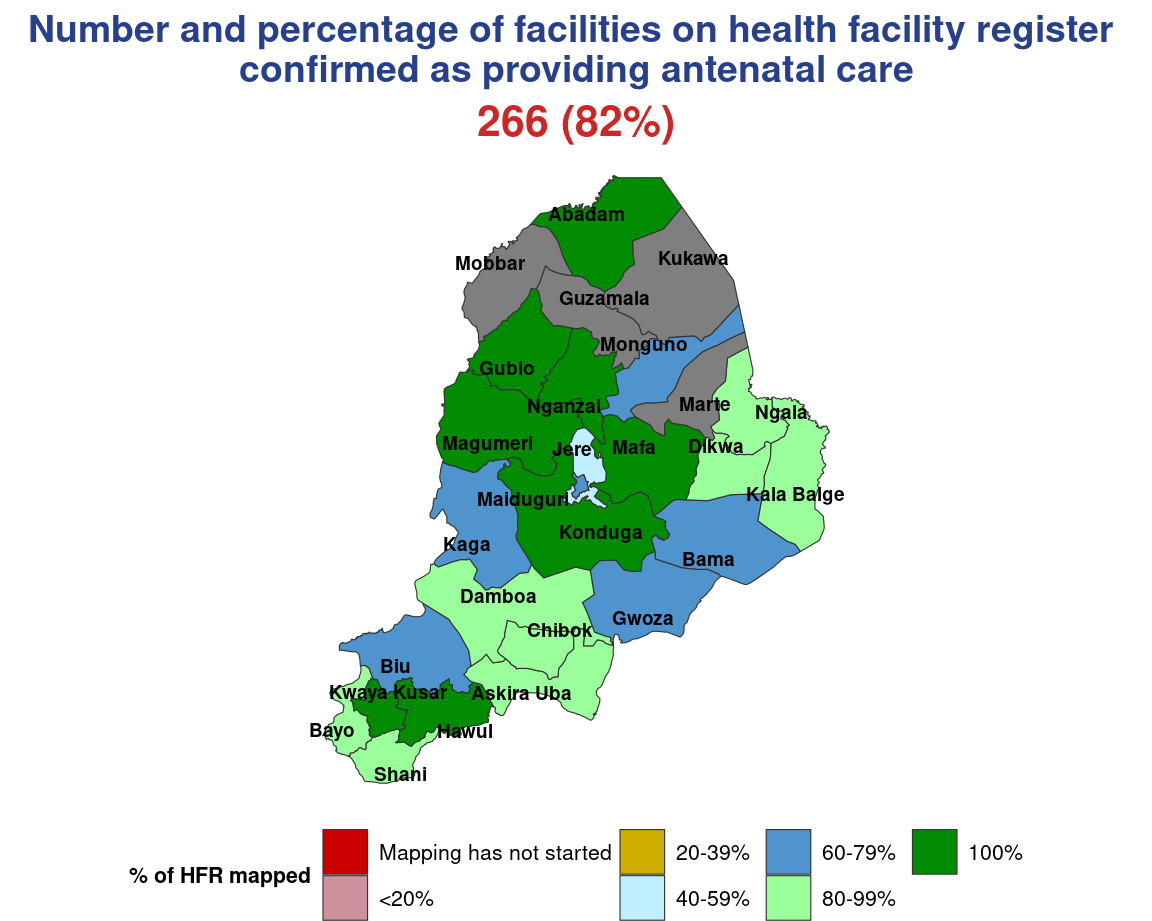 Number and percentage of facilities on health facility register
confirmed as providing antenatal care
266 (82%)
Abadam
Mobbar
Kukawa
Guzamala
Monguno
Gubio
Nganzai
Marte
Ngala
Magumeri
Jere
Mafa
Dikwa
Maiduguri
Kala Balge
Konduga
Kaga
Bama
Damboa
Gwoza
Chibok
Biu
Kwaya Kusar
Askira Uba
Bayo
Hawul
Shani
% of HFR mapped
Mapping has not started
20-39%
60-79%
100%
<20%
40-59%
80-99%